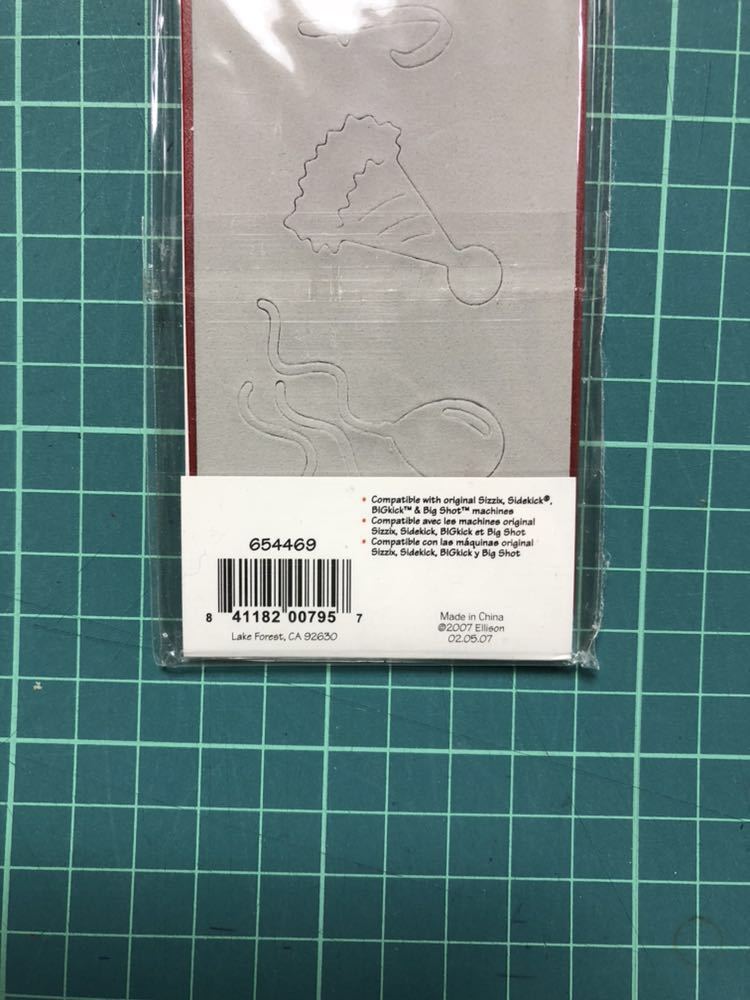 • Compatible with original Sizzix, Sidekick®,
BIGkick™ & Big Shot™ machines
• Compatible avec les machines original
Sizzix, Sidekick, BIGkick et Big Shot
• Compatible con las máquinas original
Sizzix, Sidekick, BIGkick y Big Shot
654469
8 41182 00795 7
Lake Forest, CA 92630
Made in China
©2007 Ellison
02.05.07